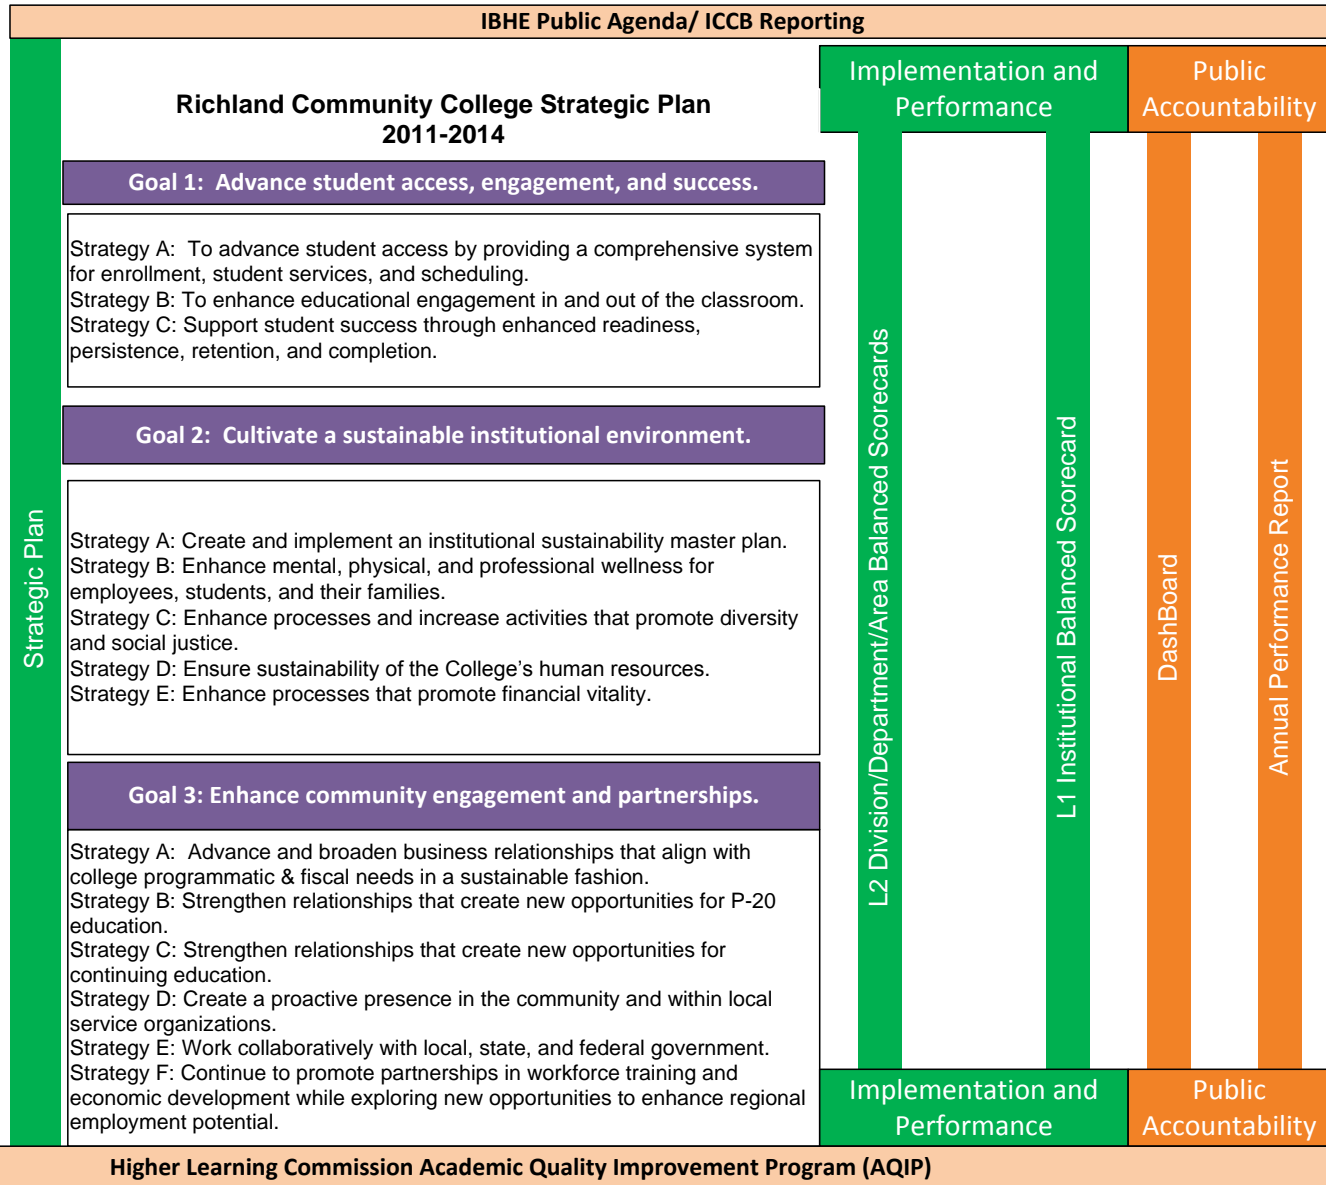 IBHE Public Agenda/ ICCB Reporting
Richland Community College Strategic Plan
2011-2014
Implementation and
Performance
Public
Accountability
Strategic Plan
Goal 1:  Advance student access, engagement, and success.
Strategy A:  To advance student access by providing a comprehensive system
for enrollment, student services, and scheduling.
Strategy B: To enhance educational engagement in and out of the classroom.
Strategy C: Support student success through enhanced readiness,
persistence, retention, and completion.
Goal 2:  Cultivate a sustainable institutional environment.
Strategy A: Create and implement an institutional sustainability master plan.
Strategy B: Enhance mental, physical, and professional wellness for
employees, students, and their families.
Strategy C: Enhance processes and increase activities that promote diversity
and social justice.
Strategy D: Ensure sustainability of the College’s human resources.
Strategy E: Enhance processes that promote financial vitality.
Goal 3: Enhance community engagement and partnerships.
Strategy A:  Advance and broaden business relationships that align with
college programmatic & fiscal needs in a sustainable fashion.
Strategy B: Strengthen relationships that create new opportunities for P-20
education.
Strategy C: Strengthen relationships that create new opportunities for
continuing education.
Strategy D: Create a proactive presence in the community and within local
service organizations.
Strategy E: Work collaboratively with local, state, and federal government.
Strategy F: Continue to promote partnerships in workforce training and
economic development while exploring new opportunities to enhance regional
employment potential.
L2 Division/Department/Area Balanced Scorecards
L1 Institutional Balanced Scorecard
DashBoard
Annual Performance Report
Implementation and
Performance
Public
Accountability
Higher Learning Commission Academic Quality Improvement Program (AQIP)